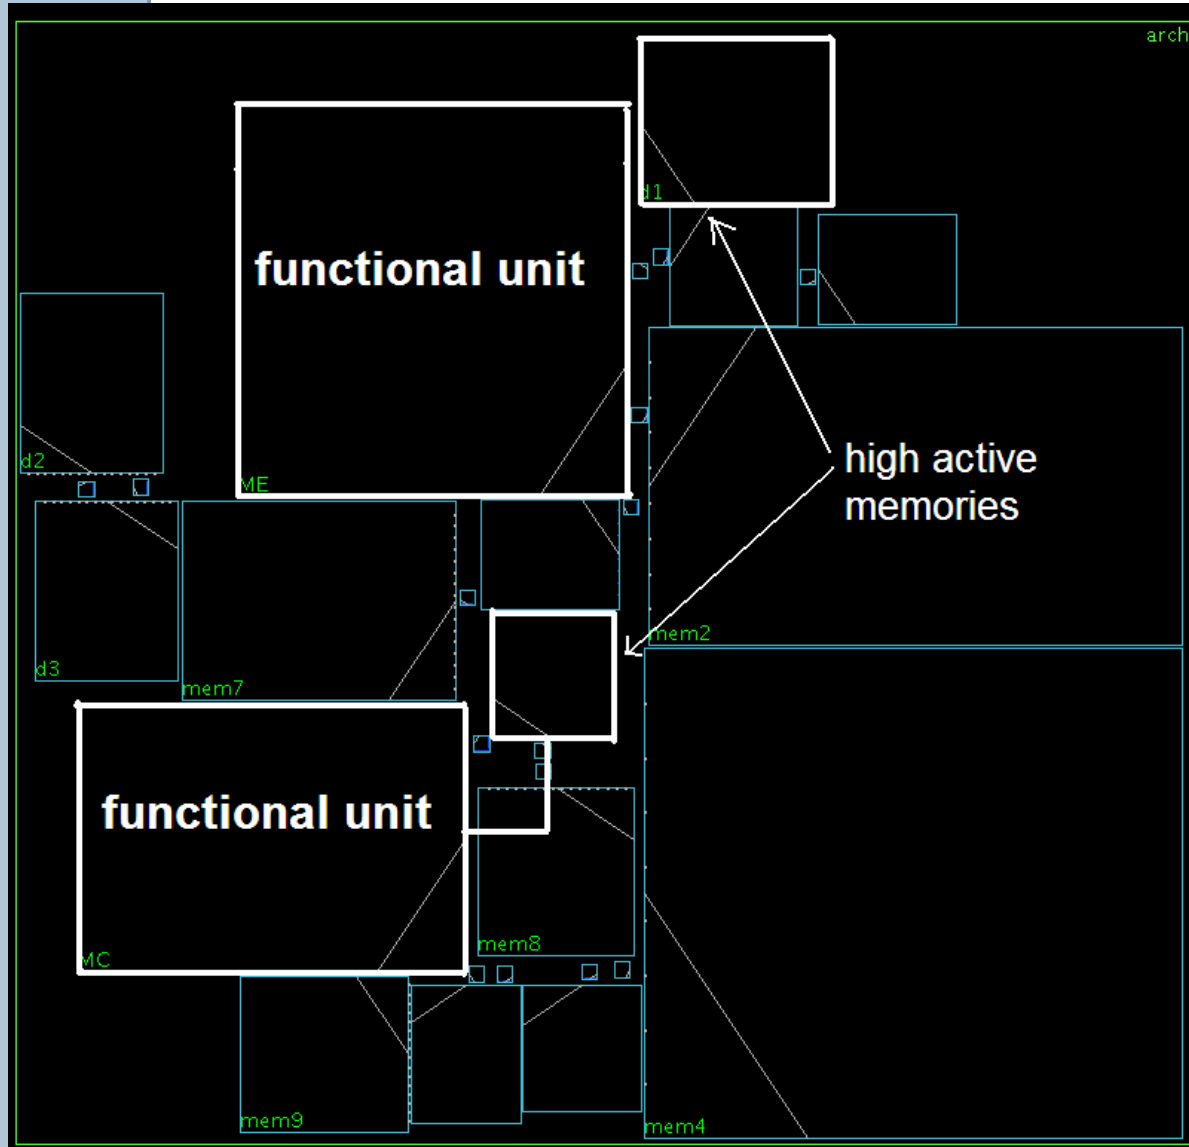 arch
d1
functional unit
d2
ME
high active
memories
mem2
d3
mem7
functional unit
mem8
MC
mem9
mem4